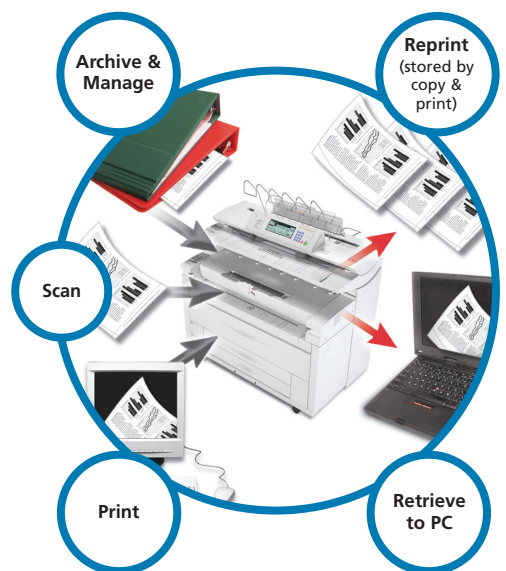 Archive &
Manage
Reprint
(stored by
copy &
print)
Scan
Print
Retrieve
to PC